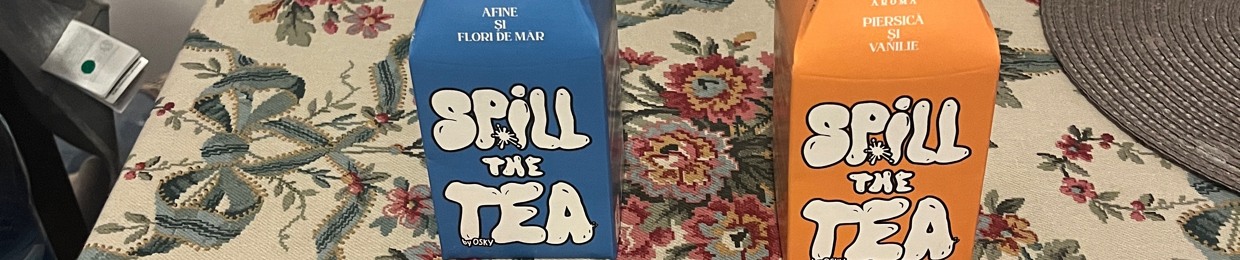 AFINE
ȘI
FLORI DE MĂR
SPiLL
THE
TEA
by OSKY
AROMA
PIERSICĂ
ȘI
VANILIE
SPiLL
THE
TEA